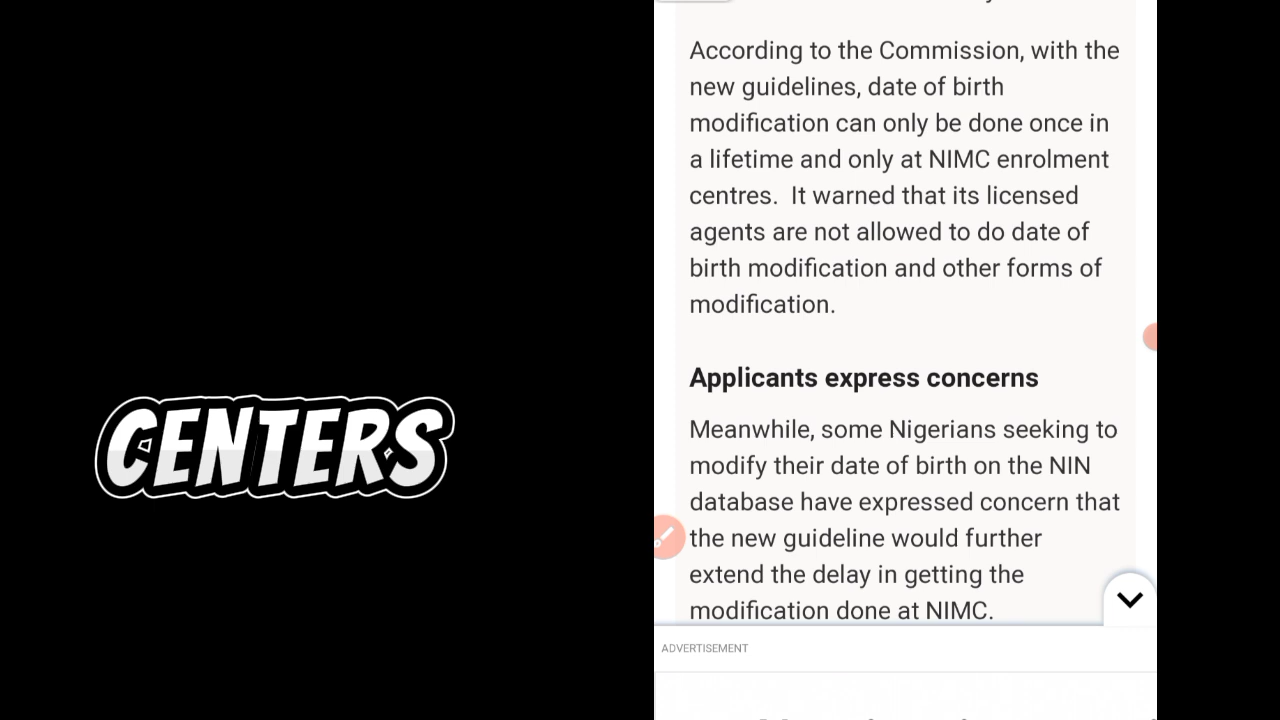 CENTERS
According to the Commission, with the
new guidelines, date of birth
modification can only be done once in
a lifetime and only at NIMC enrolment
centres.  It warned that its licensed
agents are not allowed to do date of
birth modification and other forms of
modification.
Applicants express concerns
Meanwhile, some Nigerians seeking to
modify their date of birth on the NIN
database have expressed concern that
the new guideline would further
extend the delay in getting the
modification done at NIMC.
ADVERTISEMENT